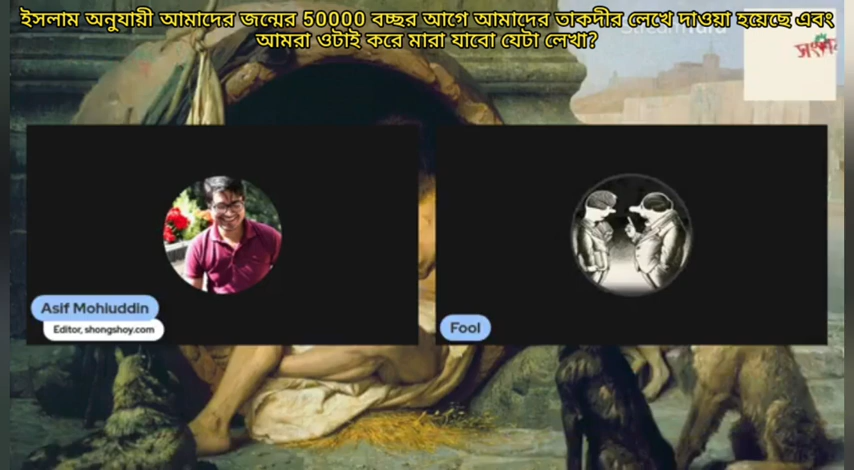 ইসলাম অনুযায়ী আমাদের জন্মের 50000 বচ্ছর আগে আমাদের তাকদীর লেখে দাওয়া হয়েছে এবং
আমরা ওটাই করে মারা যাবো যেটা লেখা?
StreamYard
Asif Mohiuddin
Editor, shongshoy.com
Fool